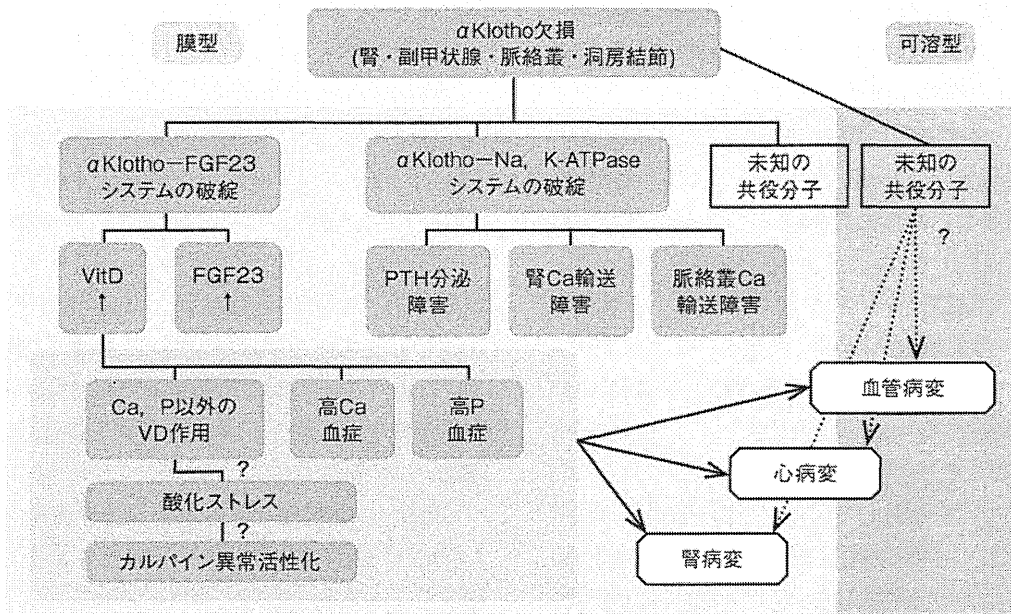 膜型
αKlotho欠損
(腎・副甲状腺・脈絡叢・洞房結節)
可溶型
αKlotho－FGF23
システムの破綻
αKlotho－Na, K-ATPase
システムの破綻
未知の
共役分子
未知の
共役分子
?
VitD
↑
FGF23
↑
PTH分泌
障害
腎Ca輸送
障害
脈絡叢Ca
輸送障害
血管病変
Ca, P以外の
VD作用
高Ca
血症
高P
血症
?
心病変
酸化ストレス
?
カルパイン異常活性化
腎病変